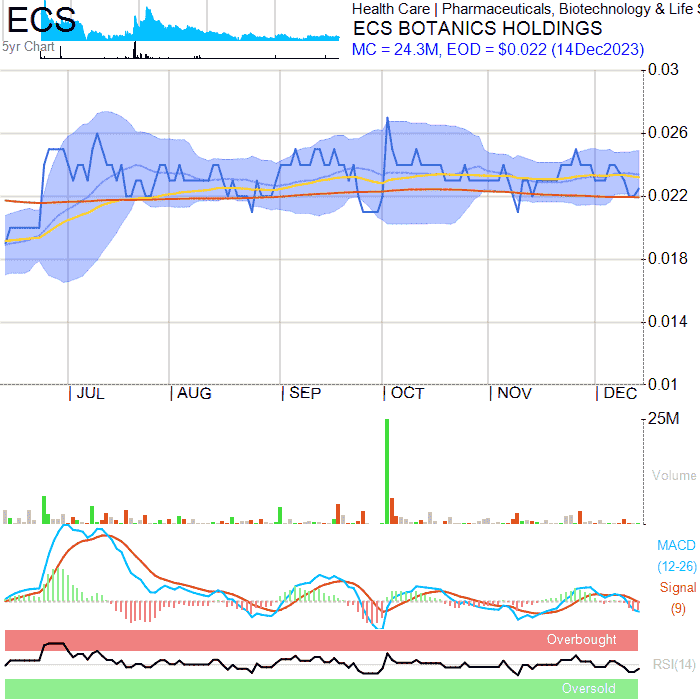 ECS
5yr Chart
Health Care | Pharmaceuticals, Biotechnology & Life S
ECS BOTANICS HOLDINGS
MC = 24.3M, EOD = $0.022 (14Dec2023)
0.03
0.026
0.022
0.018
0.014
0.01
JUL AUG SEP OCT NOV DEC
25M
Volume
MACD
(12-26)
Signal
(9)
Overbought
RSI(14)
Oversold